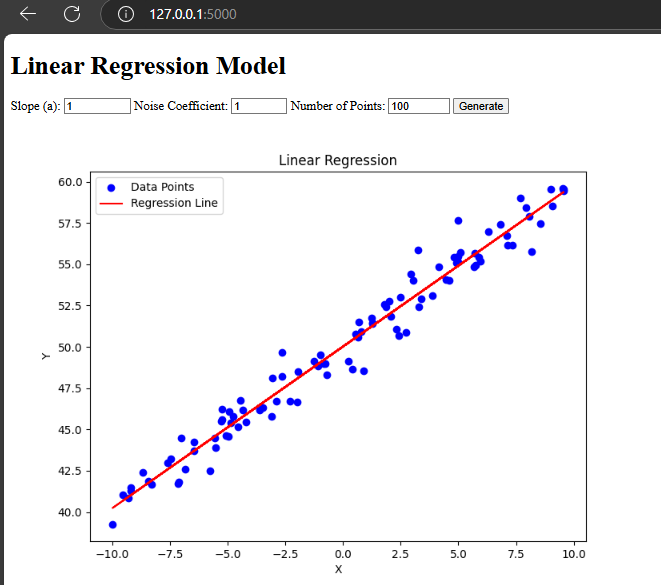 127.0.0.1:5000
Linear Regression Model
Slope (a): 1 Noise Coefficient: 1 Number of Points: 100 Generate
Linear Regression
Data Points
Regression Line
60.0
57.5
55.0
52.5
50.0
47.5
45.0
42.5
40.0
Y
−10.0 −7.5 −5.0 −2.5 0.0 2.5 5.0 7.5 10.0
X